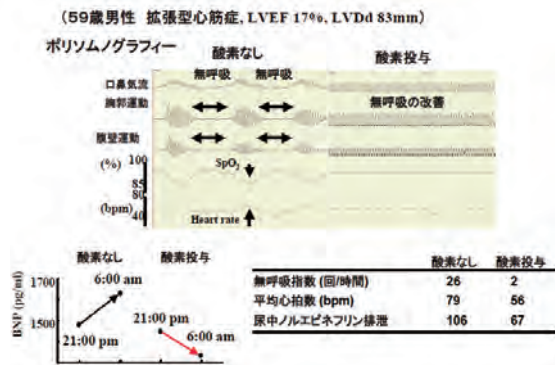 (59歳男性 拡張型心筋症, LVEF 17%, LVDd 83mm)
ポリソムノグラフィー
酸素なし 酸素投与
無呼吸 無呼吸
口鼻気流
胸郭運動
無呼吸の改善
腹壁運動
(%) 100
SpO2
85
80
(bpm)
40
Heart rate
酸素なし 酸素投与
1700
6:00 am
BNP (pg/ml)
21:00 pm
1500
6:00 am
21:00 pm
酸素なし 酸素投与
無呼吸指数 (回/時間) 26 2
平均心拍数 (bpm) 79 56
尿中ノルエピネフリン排泄 106 67